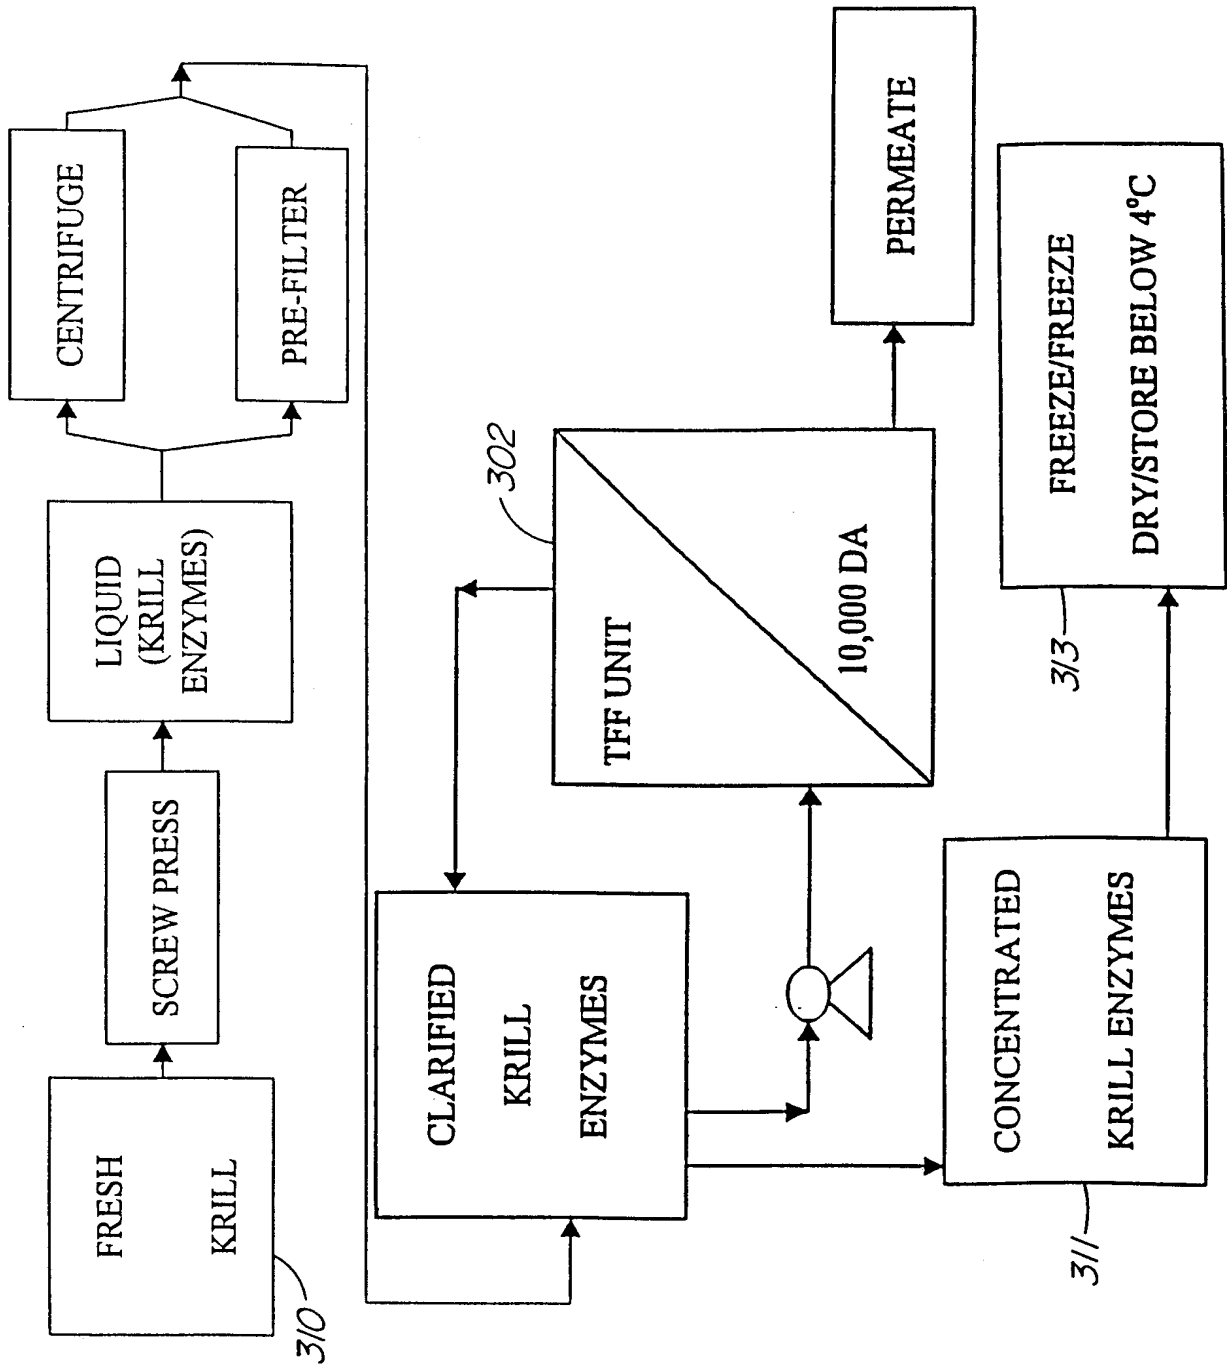 FRESH
KRILL
310
SCREW PRESS
LIQUID
(KRILL
ENZYMES)
CENTRIFUGE
PRE-FILTER
CLARIFIED
KRILL
ENZYMES
TFF UNIT
10,000 DA
302
PERMEATE
CONCENTRATED
KRILL ENZYMES
311
FREEZE/FREEZE
DRY/STORE BELOW 4°C
313